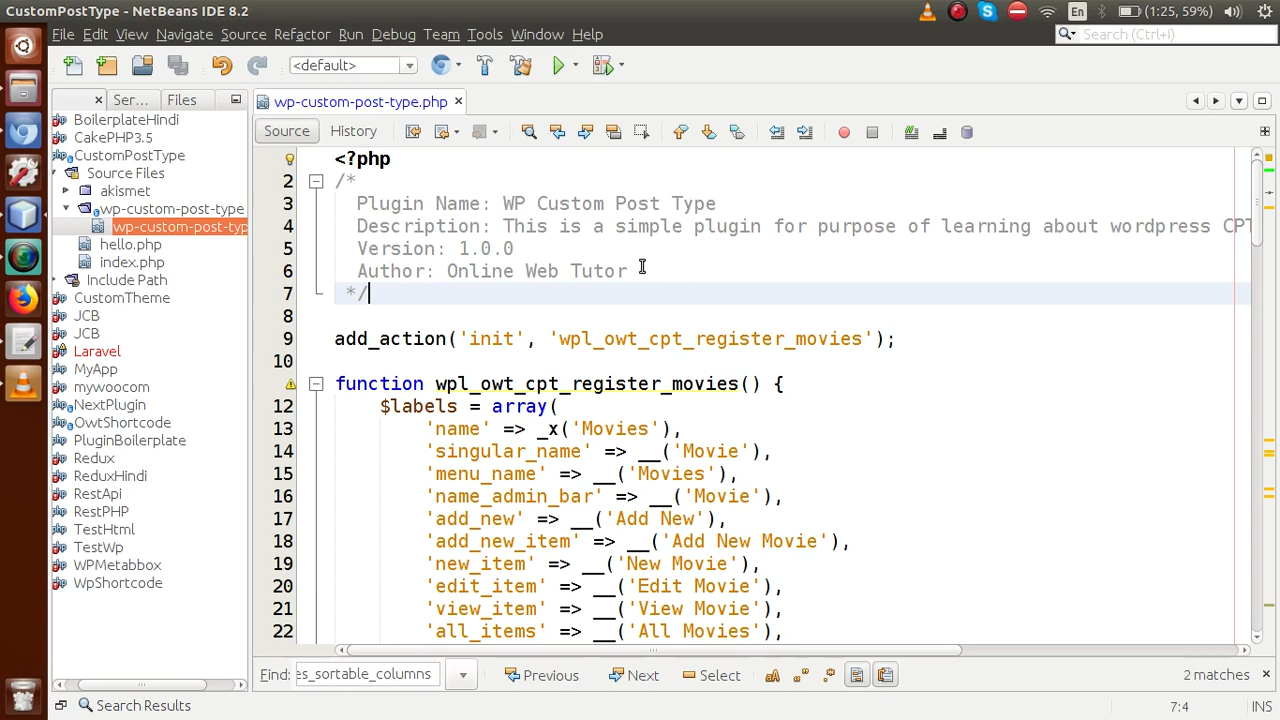 CustomPostType - NetBeans IDE 8.2
En
(1:25, 59%)
File Edit View Navigate Source Refactor Run Debug Team Tools Window Help
Search (Ctrl+I)
<default>
Ser...
Files
wp-custom-post-type.php
Source
History
BoilerplateHindi
CakePHP3.5
CustomPostType
Source Files
akismet
wp-custom-post-type
wp-custom-post-typ
hello.php
index.php
Include Path
CustomTheme
JCB
JCB
Laravel
MyApp
mywoocom
NextPlugin
OwtShortcode
PluginBoilerplate
Redux
ReduxHindi
RestApi
RestPHP
TestHtml
TestWp
WPMetabbox
WpShortcode
<?php
2 /*
3 Plugin Name: WP Custom Post Type
4 Description: This is a simple plugin for purpose of learning about wordpress CPT
5 Version: 1.0.0
6 Author: Online Web Tutor
7 */
8
9 add_action('init', 'wpl_owt_cpt_register_movies');
10
function wpl_owt_cpt_register_movies() {
12 $labels = array(
13 'name' => _x('Movies'),
14 'singular_name' => __('Movie'),
15 'menu_name' => __('Movies'),
16 'name_admin_bar' => __('Movie'),
17 'add_new' => __('Add New'),
18 'add_new_item' => __('Add New Movie'),
19 'new_item' => __('New Movie'),
20 'edit_item' => __('Edit Movie'),
21 'view_item' => __('View Movie'),
22 'all_items' => __('All Movies'),
Find: es_sortable_columns Previous Next Select 2 matches
Search Results
7:4 INS